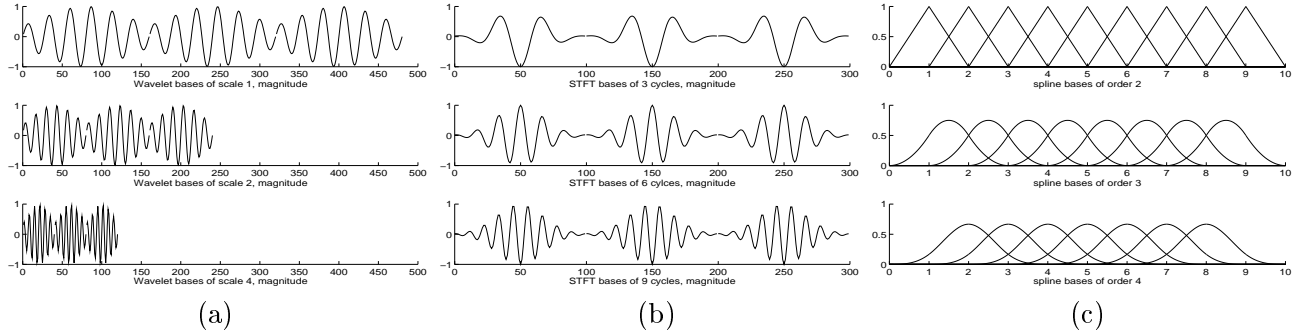 1
0
−1
0 50 100 150 200 250 300 350 400 450 500
Wavelet bases of scale 1, magnitude
1
0
−1
0 50 100 150 200 250 300 350 400 450 500
Wavelet bases of scale 2, magnitude
1
0
−1
0 50 100 150 200 250 300 350 400 450 500
Wavelet bases of scale 4, magnitude
(a)
1
0
−1
0 50 100 150 200 250 300
STFT bases of 3 cycles, magnitude
1
0
−1
0 50 100 150 200 250 300
STFT bases of 6 cylces, magnitude
1
0
−1
0 50 100 150 200 250 300
STFT bases of 9 cycles, magnitude
(b)
1
0.5
0
0 1 2 3 4 5 6 7 8 9 10
spline bases of order 2
1
0.5
0
0 1 2 3 4 5 6 7 8 9 10
spline bases of order 3
1
0.5
0
0 1 2 3 4 5 6 7 8 9 10
spline bases of order 4
(c)